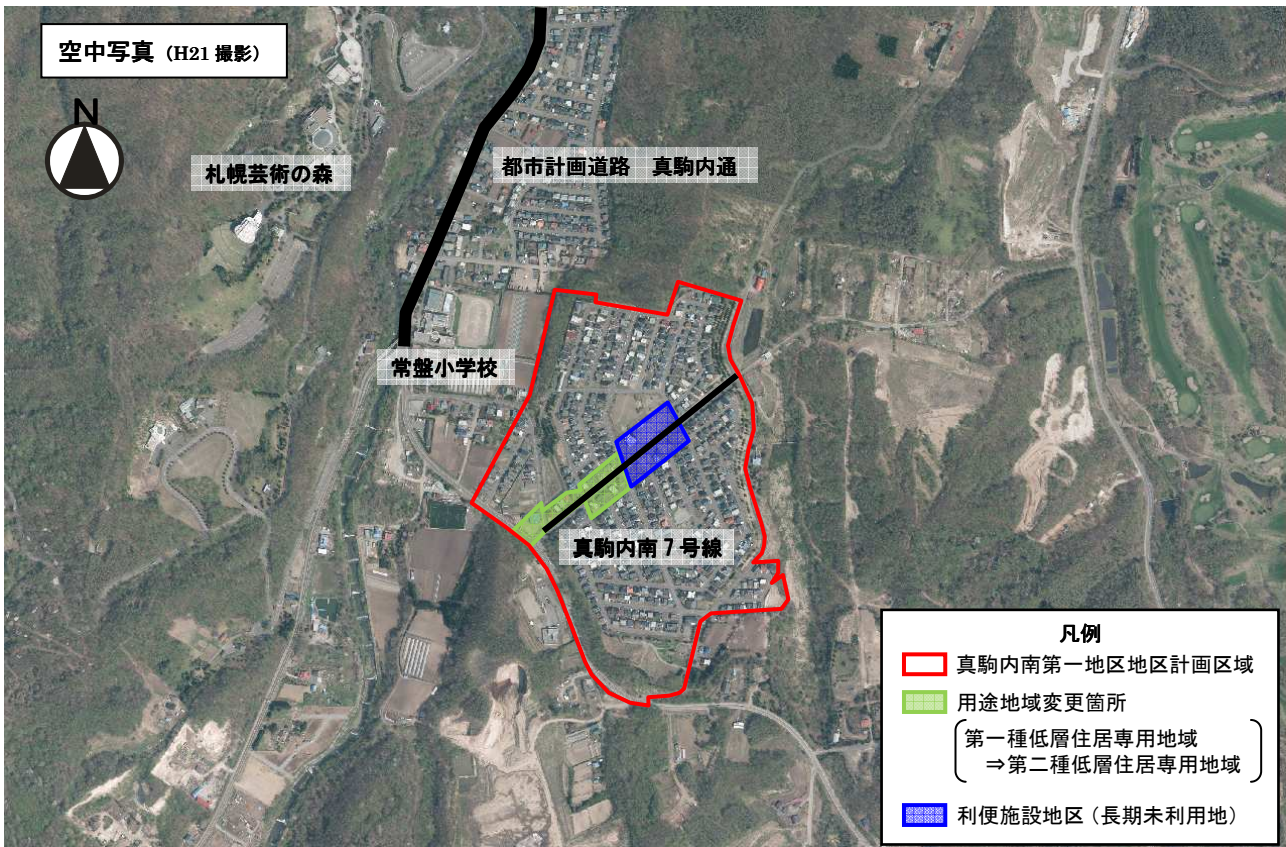 空中写真 (H21 撮影)
N
札幌芸術の森
都市計画道路 真駒内通
常盤小学校
真駒内南7号線
凡例
真駒内南第一地区地区計画区域
用途地域変更箇所
第一種低層住居専用地域
⇒第二種低層住居専用地域
利便施設地区(長期未利用地)